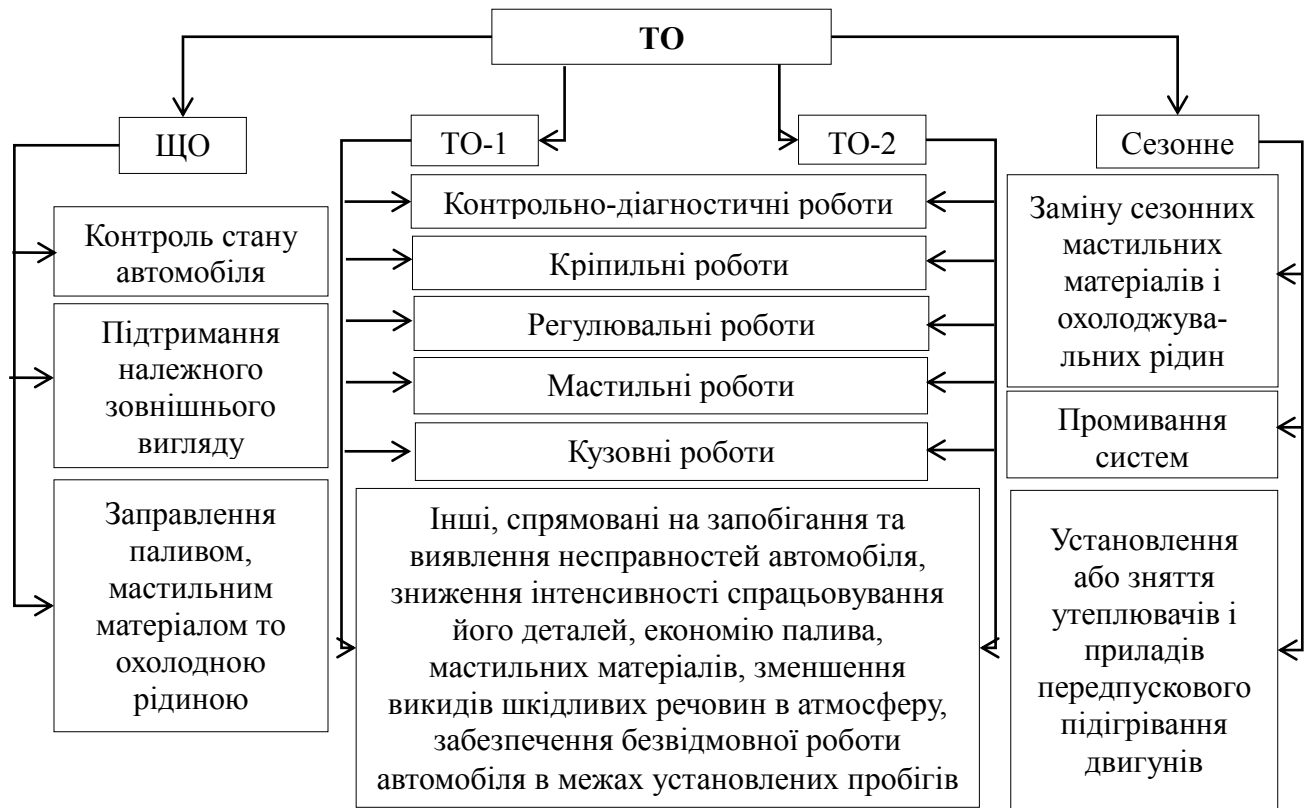 ТО
ЩО
ТО-1
ТО-2
Сезонне
Контроль стану
автомобіля
Підтримання
належного
зовнішнього
вигляду
Заправлення
паливом,
мастильним
матеріалом то
охолодною
рідиною
Контрольно-діагностичні роботи
Кріпильні роботи
Регулювальні роботи
Мастильні роботи
Кузовні роботи
Інші, спрямовані на запобігання та
виявлення несправностей автомобіля,
зниження інтенсивності спрацьовування
його деталей, економію палива,
мастильних матеріалів, зменшення
викидів шкідливих речовин в атмосферу,
забезпечення безвідмовної роботи
автомобіля в межах установлених пробігів
Заміну сезонних
мастильних
матеріалів і
охолоджува-
льних рідин
Промивання
систем
Установлення
або зняття
утеплювачів і
приладів
передпускового
підігрівання
двигунів